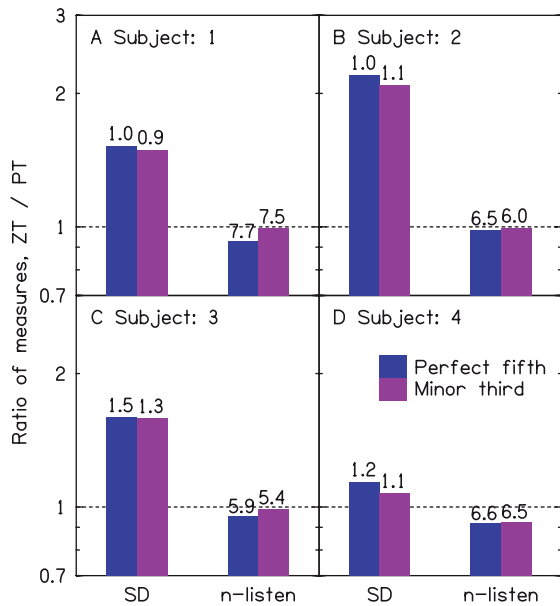 Ratio of measures, ZT / PT
3
2
1
0.7
2
1
0.7
A Subject: 1
1.0 0.9
7.7 7.5
B Subject: 2
1.0 1.1
6.5 6.0
C Subject: 3
1.5 1.3
5.9 5.4
D Subject: 4
Perfect fifth
Minor third
1.2 1.1
6.6 6.5
SD n-listen SD n-listen